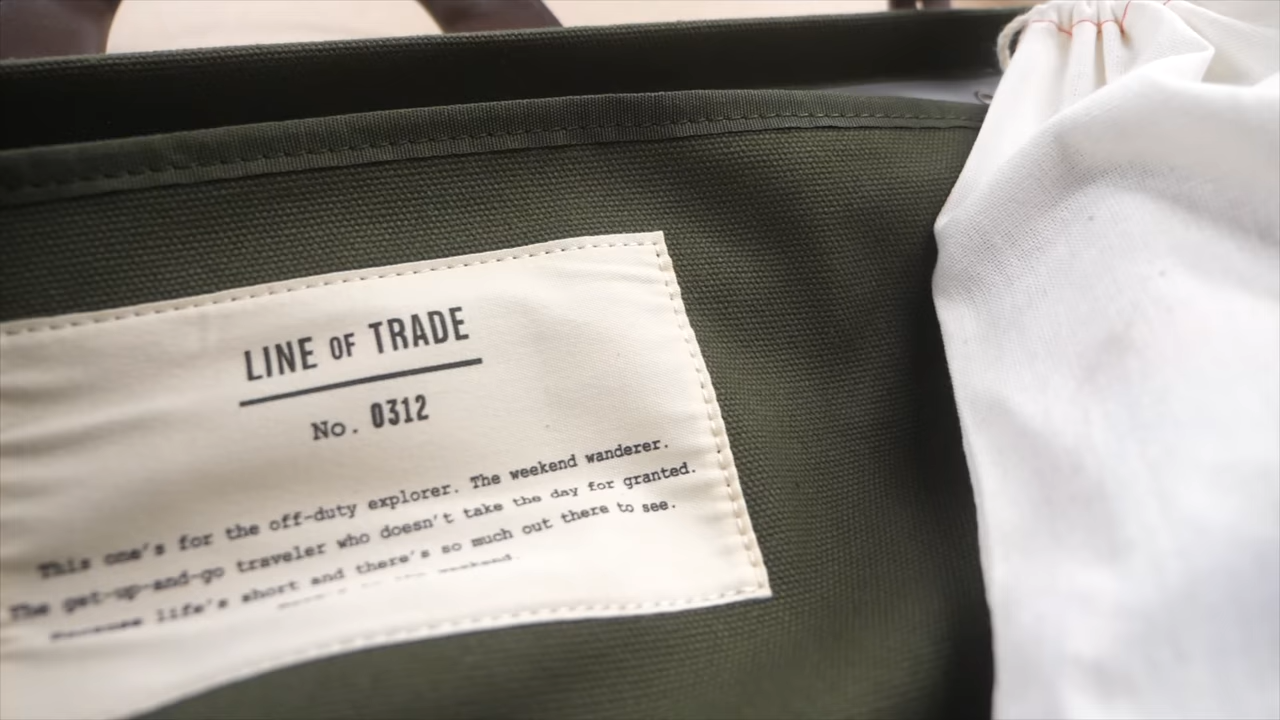 LINE OF TRADE
No. 0312
This one's for the off-duty explorer. The weekend wanderer.
The get-up-and-go traveler who doesn't take the day for granted.
Because life's short and there's so much out there to see.
weekend.